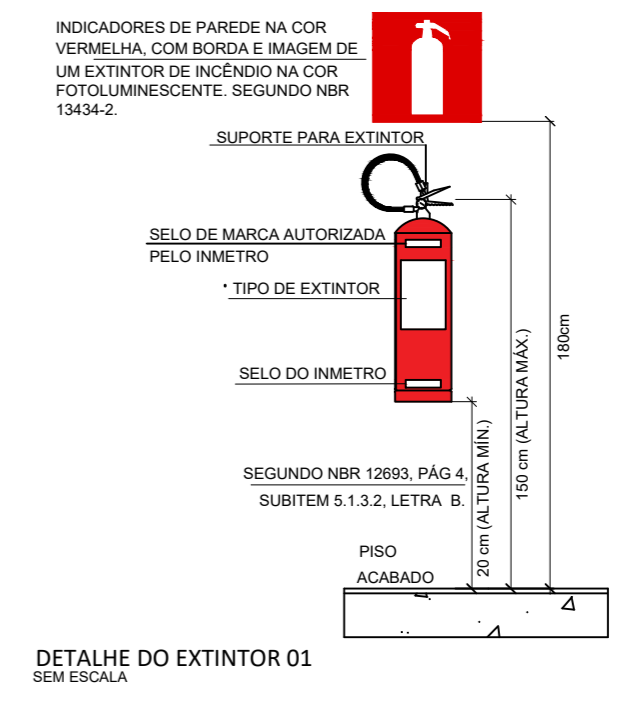 INDICADORES DE PAREDE NA COR
VERMELHA, COM BORDA E IMAGEM DE
UM EXTINTOR DE INCÊNDIO NA COR
FOTOLUMINESCENTE. SEGUNDO NBR
13434-2.
SUPORTE PARA EXTINTOR
SELO DE MARCA AUTORIZADA
PELO INMETRO
TIPO DE EXTINTOR
SELO DO INMETRO
SEGUNDO NBR 12693, PÁG 4,
SUBITEM 5.1.3.2, LETRA B.
20 cm (ALTURA MÍN.)
150 cm (ALTURA MÁX.)
180cm
PISO
ACABADO
DETALHE DO EXTINTOR 01
SEM ESCALA